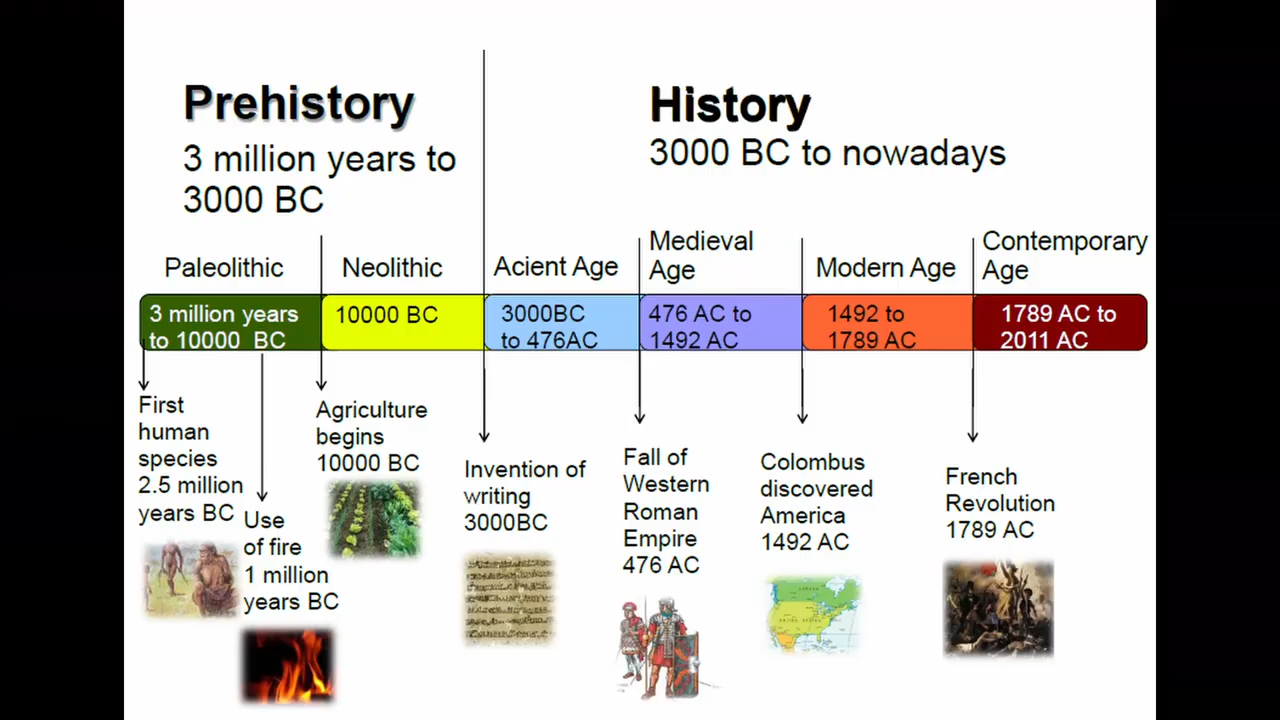 Prehistory
3 million years to
3000 BC
History
3000 BC to nowadays
Paleolithic
Neolithic
Acient Age
Medieval
Age
Modern Age
Contemporary
Age
3 million years
to 10000 BC
10000 BC
3000BC
to 476AC
476 AC to
1492 AC
1492 to
1789 AC
1789 AC to
2011 AC
First
human
species
2.5 million
years BC
Use
of fire
1 million
years BC
Agriculture
begins
10000 BC
Invention of
writing
3000BC
Fall of
Western
Roman
Empire
476 AC
Colombus
discovered
America
1492 AC
French
Revolution
1789 AC